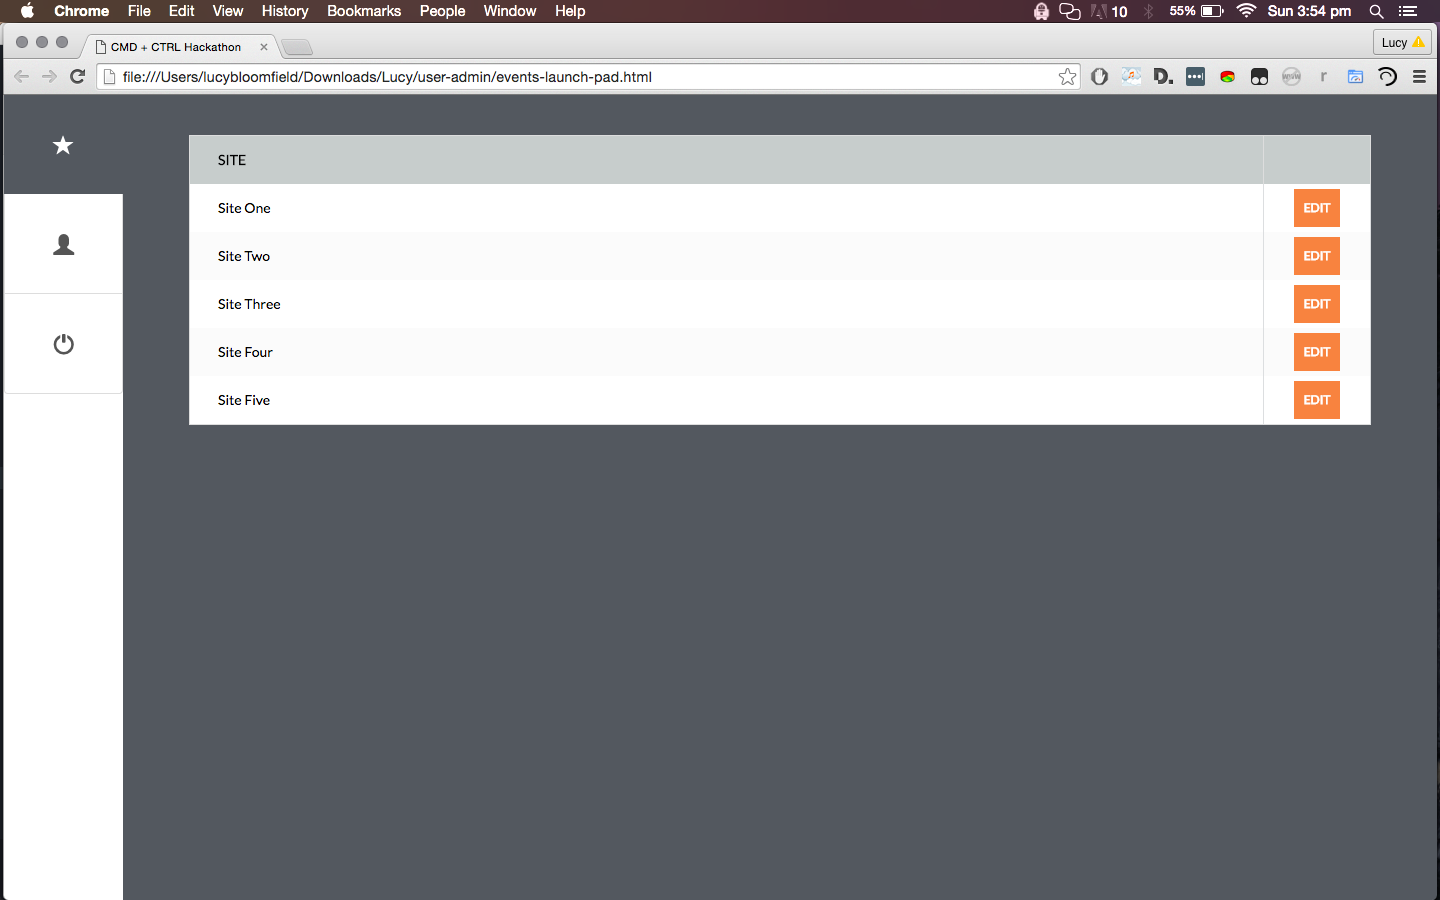 Chrome File Edit View History Bookmarks People Window Help 10 55% Sun 3:54 pm
CMD + CTRL Hackathon Lucy
file:///Users/lucybloomfield/Downloads/Lucy/user-admin/events-launch-pad.html D. r
SITE
Site One EDIT
Site Two EDIT
Site Three EDIT
Site Four EDIT
Site Five EDIT